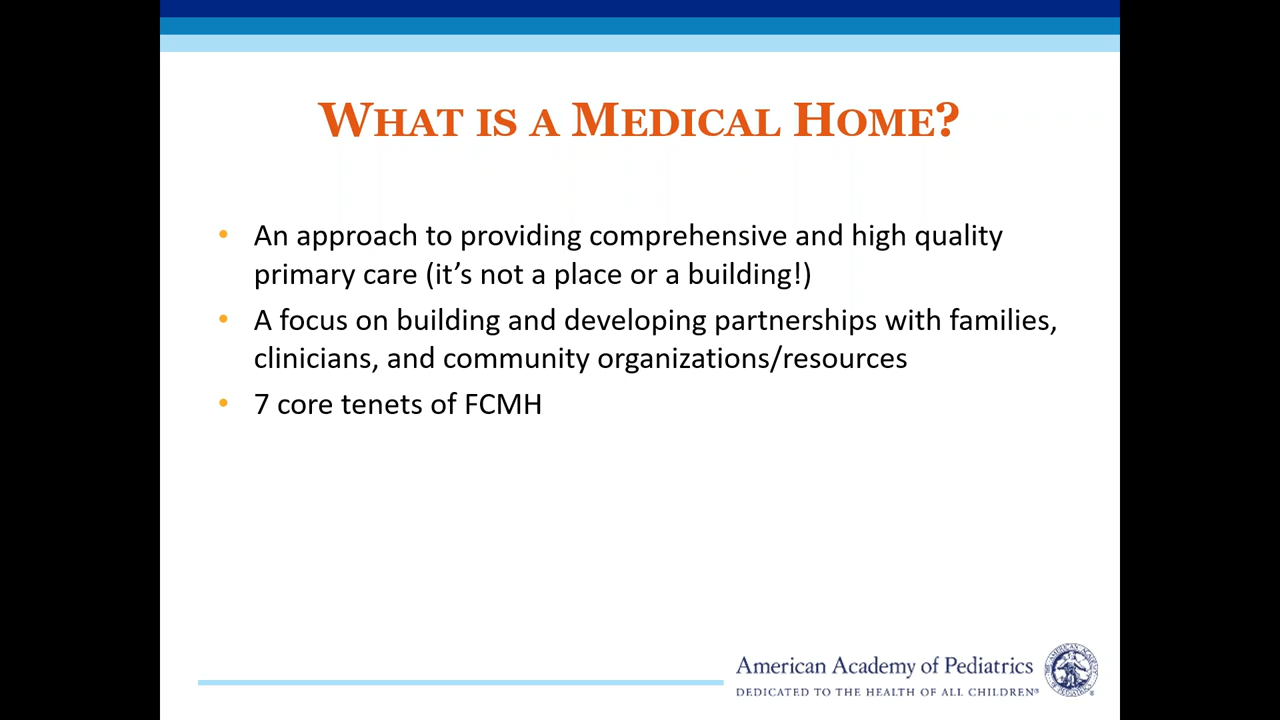 WHAT IS A MEDICAL HOME?
• An approach to providing comprehensive and high quality
primary care (it’s not a place or a building!)
• A focus on building and developing partnerships with families,
clinicians, and community organizations/resources
• 7 core tenets of FCMH
American Academy of Pediatrics
DEDICATED TO THE HEALTH OF ALL CHILDREN®